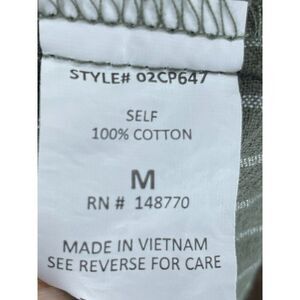 STYLE# 02CP647
SELF
100% COTTON
M
RN # 148770
MADE IN VIETNAM
SEE REVERSE FOR CARE